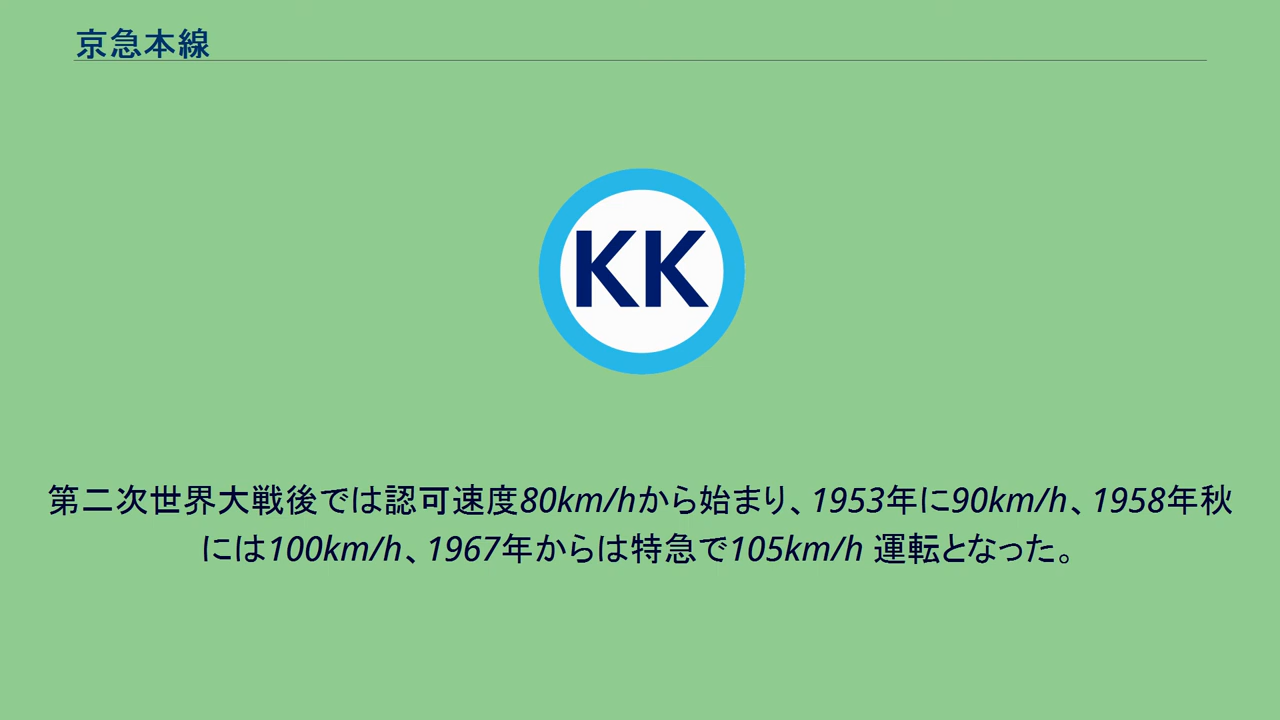 京急本線
KK
第二次世界大戦後では認可速度80km/hから始まり、1953年に90km/h、1958年秋
には100km/h、1967年からは特急で105km/h 運転となった。